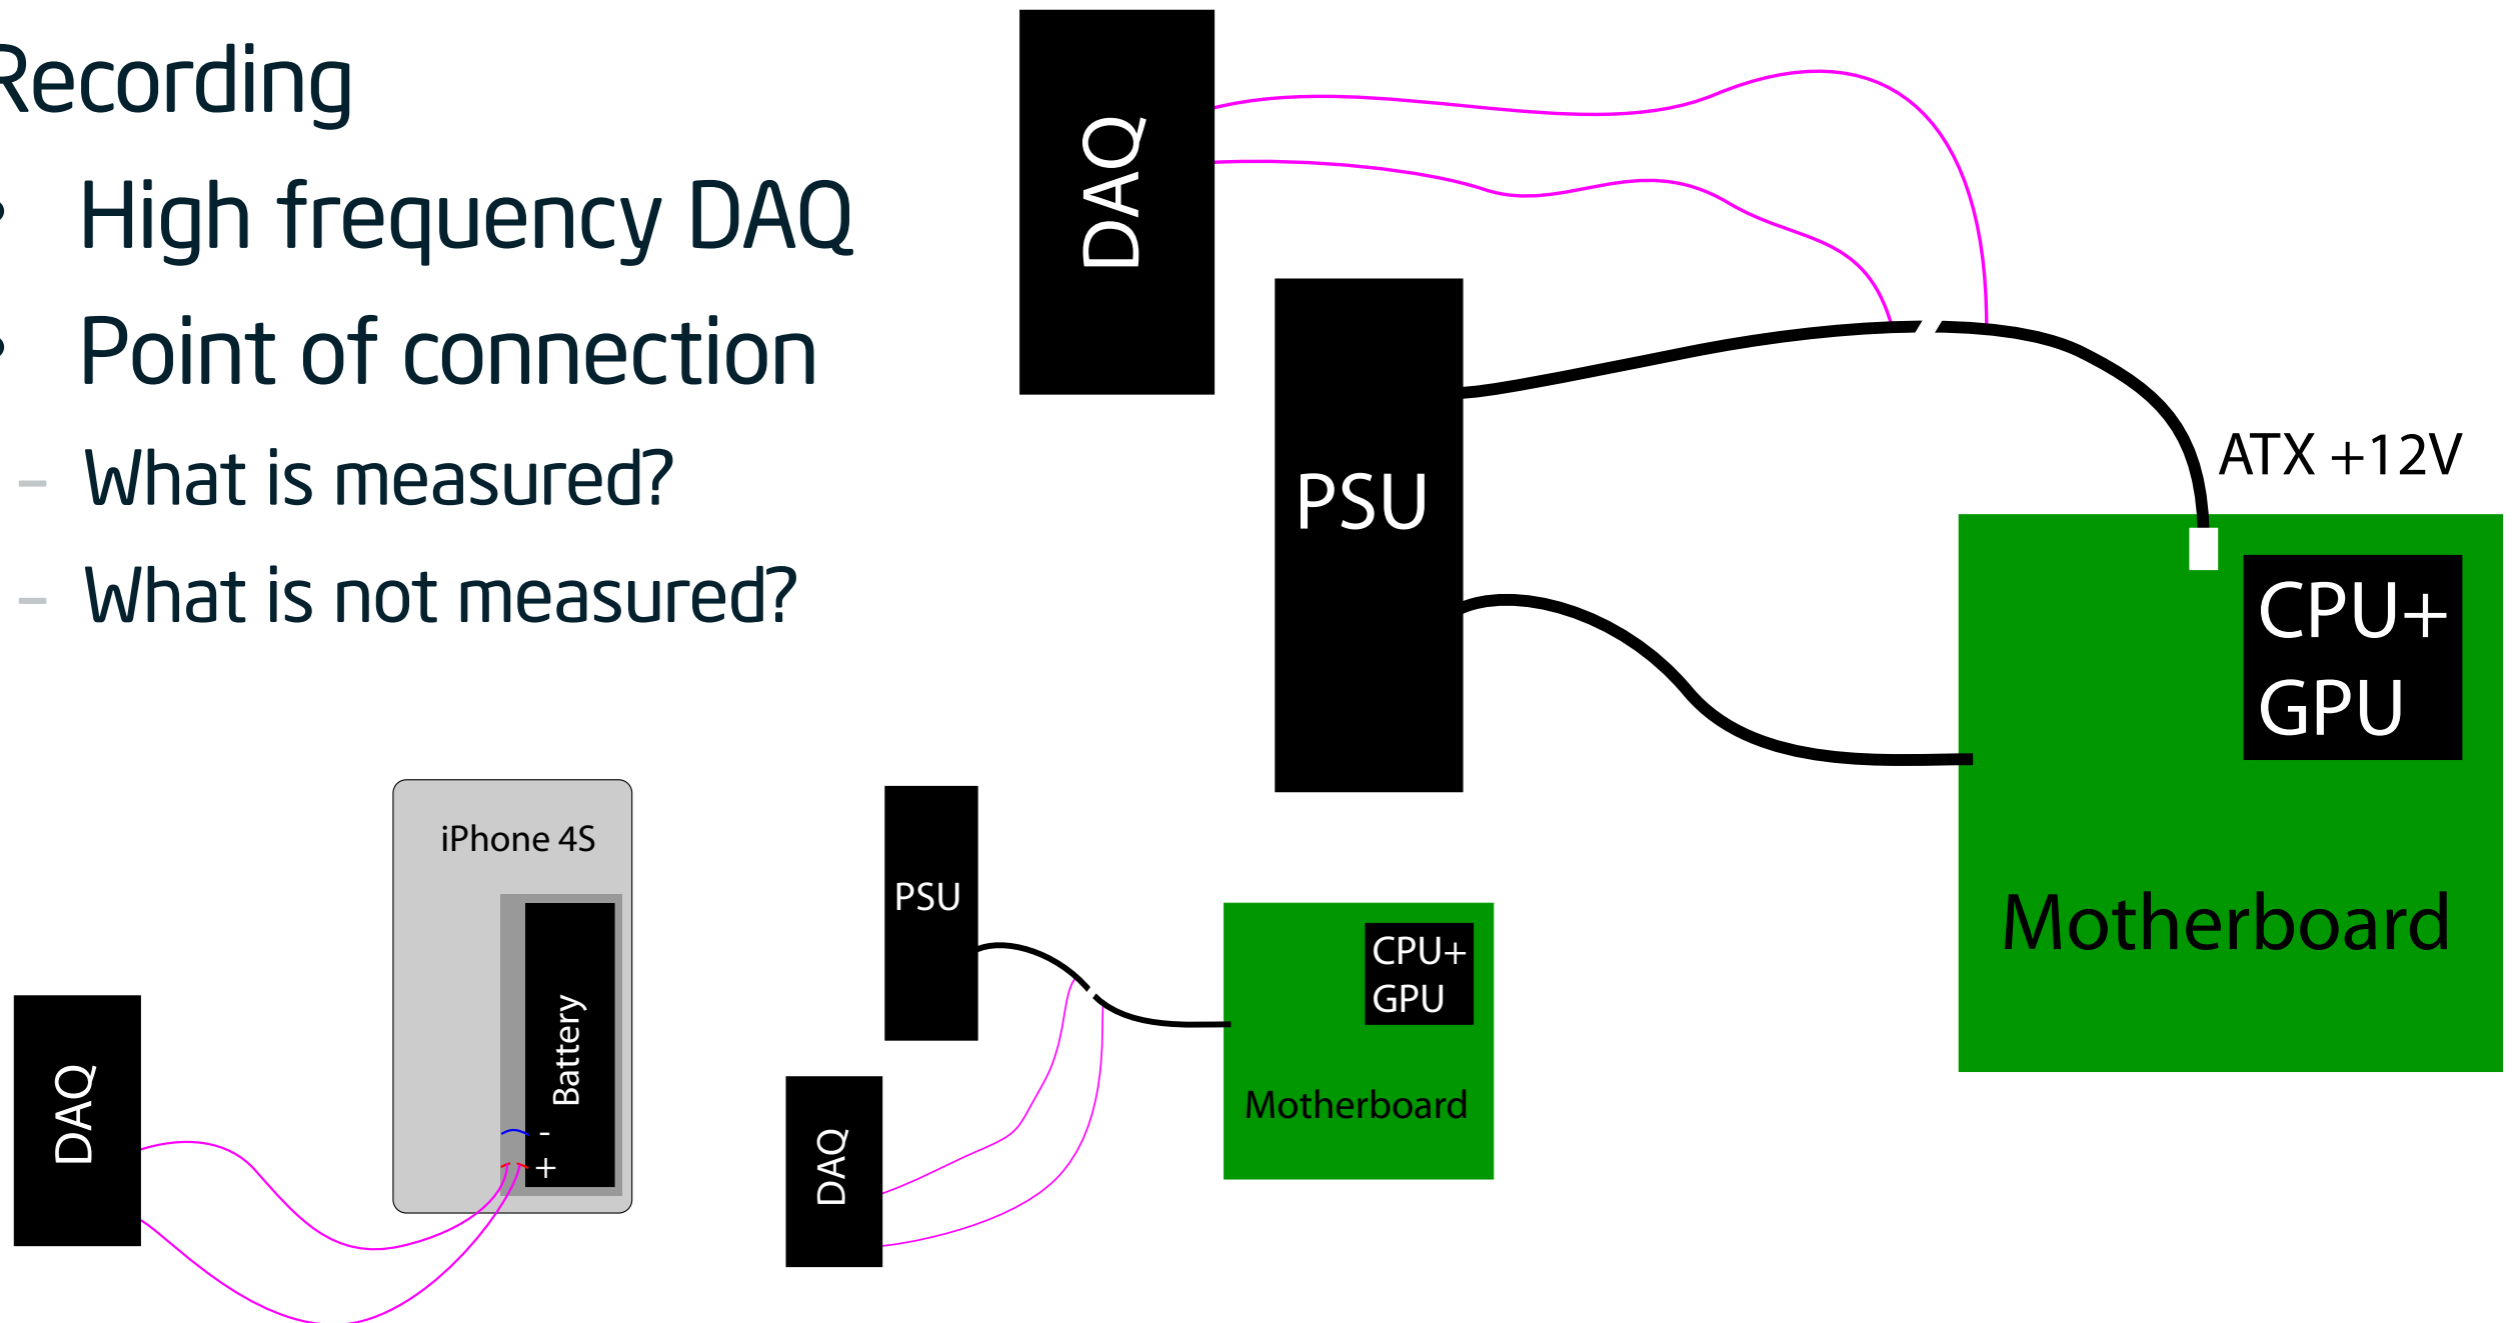 Recording
• High frequency DAQ
• Point of connection
– What is measured?
– What is not measured?
DAQ
PSU
ATX +12V
CPU+
GPU
Motherboard
iPhone 4S
Battery
-
+
DAQ
PSU
DAQ
CPU+
GPU
Motherboard